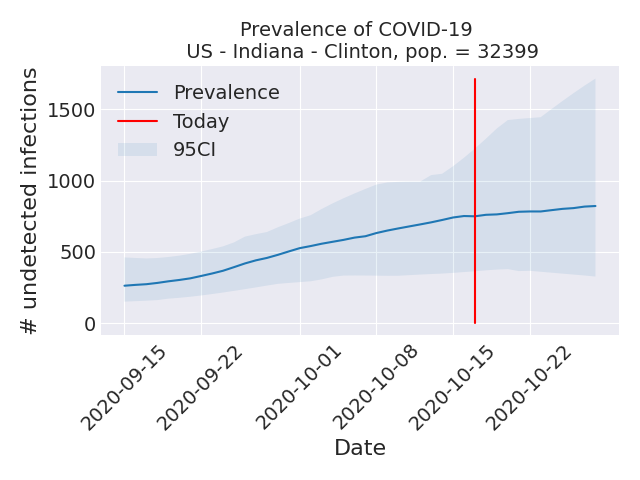 Prevalence of COVID-19
US - Indiana - Clinton, pop. = 32399
# undetected infections
1500
1000
500
0
Prevalence
Today
95CI
2020-09-15
2020-09-22
2020-10-01
2020-10-08
2020-10-15
2020-10-22
Date